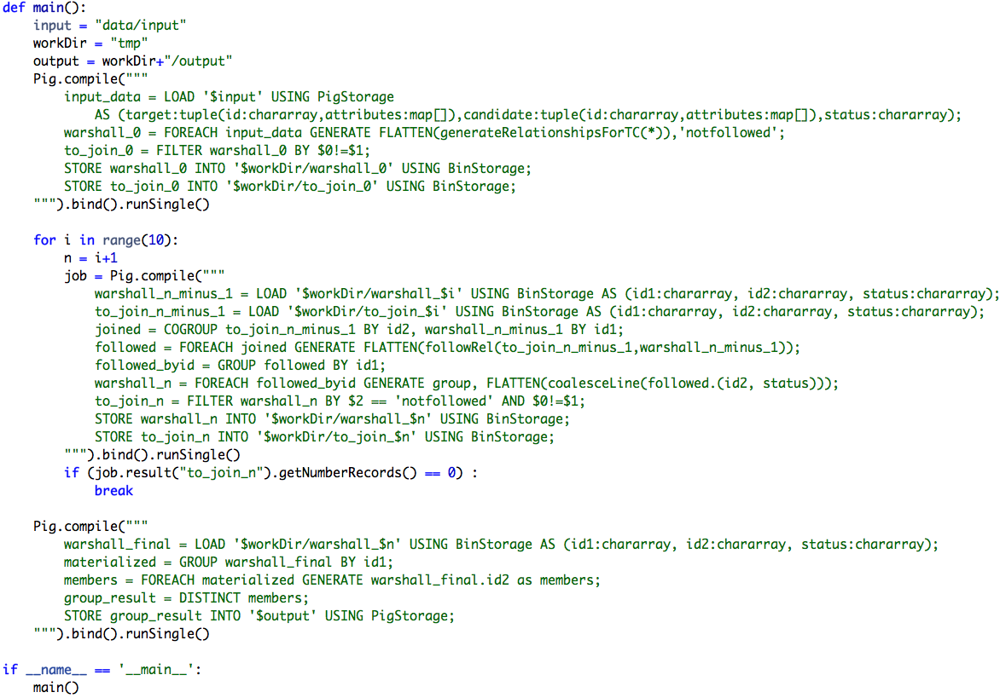 def main():
    input = "data/input"
    workDir = "tmp"
    output = workDir+"/output"
    Pig.compile("""
        input_data = LOAD '$input' USING PigStorage
            AS (target:tuple(id:chararray,attributes:map[]),candidate:tuple(id:chararray,attributes:map[]),status:chararray);
        warshall_0 = FOREACH input_data GENERATE FLATTEN(generateRelationshipsForTC(*)),'notfollowed';
        to_join_0 = FILTER warshall_0 BY $0!=$1;
        STORE warshall_0 INTO '$workDir/warshall_0' USING BinStorage;
        STORE to_join_0 INTO '$workDir/to_join_0' USING BinStorage;
    """).bind().runSingle()

    for i in range(10):
        n = i+1
        job = Pig.compile("""
            warshall_n_minus_1 = LOAD '$workDir/warshall_$i' USING BinStorage AS (id1:chararray, id2:chararray, status:chararray);
            to_join_n_minus_1 = LOAD '$workDir/to_join_$i' USING BinStorage AS (id1:chararray, id2:chararray, status:chararray);
            joined = COGROUP to_join_n_minus_1 BY id2, warshall_n_minus_1 BY id1;
            followed = FOREACH joined GENERATE FLATTEN(followRel(to_join_n_minus_1,warshall_n_minus_1));
            followed_byid = GROUP followed BY id1;
            warshall_n = FOREACH followed_byid GENERATE group, FLATTEN(coalesceLine(followed.(id2, status)));
            to_join_n = FILTER warshall_n BY $2 == 'notfollowed' AND $0!=$1;
            STORE warshall_n INTO '$workDir/warshall_$n' USING BinStorage;
            STORE to_join_n INTO '$workDir/to_join_$n' USING BinStorage;
        """).bind().runSingle()
        if (job.result("to_join_n").getNumberRecords() == 0) :
            break

    Pig.compile("""
        warshall_final = LOAD '$workDir/warshall_$n' USING BinStorage AS (id1:chararray, id2:chararray, status:chararray);
        materialized = GROUP warshall_final BY id1;
        members = FOREACH materialized GENERATE warshall_final.id2 as members;
        group_result = DISTINCT members;
        STORE group_result INTO '$output' USING PigStorage;
    """).bind().runSingle()

if __name__ == '__main__':
    main()